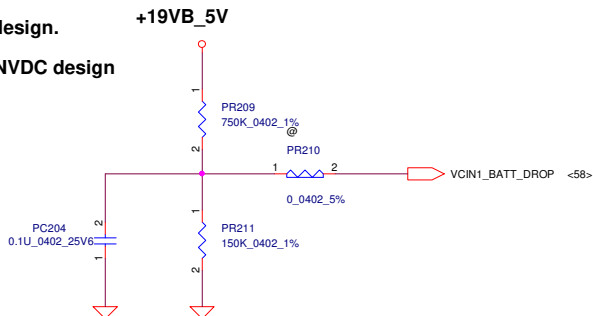 +19VB_5V
design.
NVDC design
1
PR209
750K_0402_1%
@
2
PR210
1
2
VCIN1_BATT_DROP <58>
0_0402_5%
PC204
2
0.1U_0402_25V6
1
1
PR211
150K_0402_1%
2